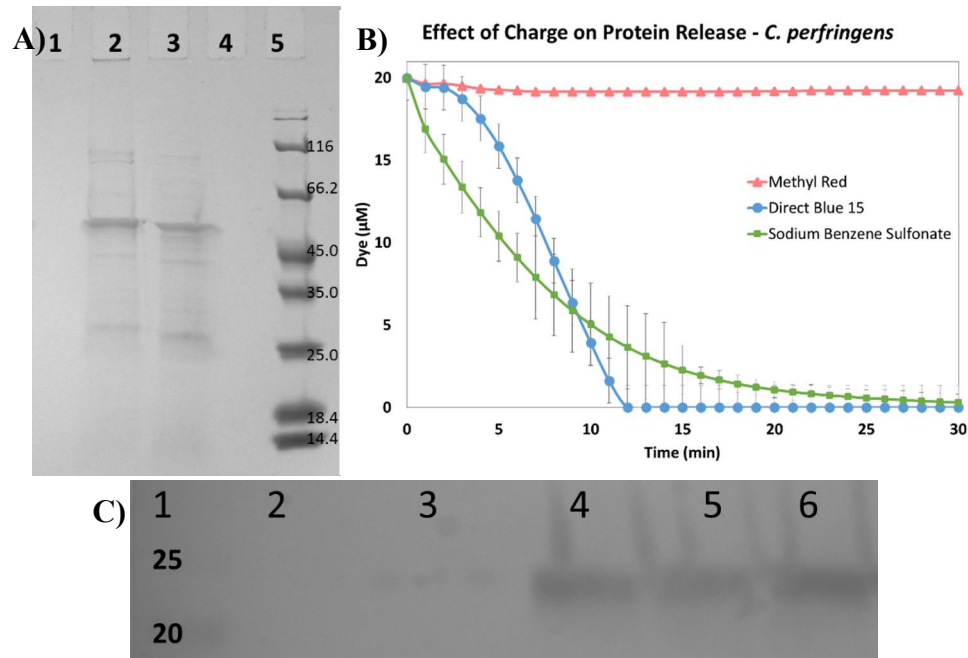 A)
1 2 3 4 5
116
66.2
45.0
35.0
25.0
18.4
14.4
B)
Effect of Charge on Protein Release - C. perfringens
20
15
10
5
0
Dye (µM)
Methyl Red
Direct Blue 15
Sodium Benzene Sulfonate
0 5 10 15 20 25 30
Time (min)
C)
1 2 3 4 5 6
25
20